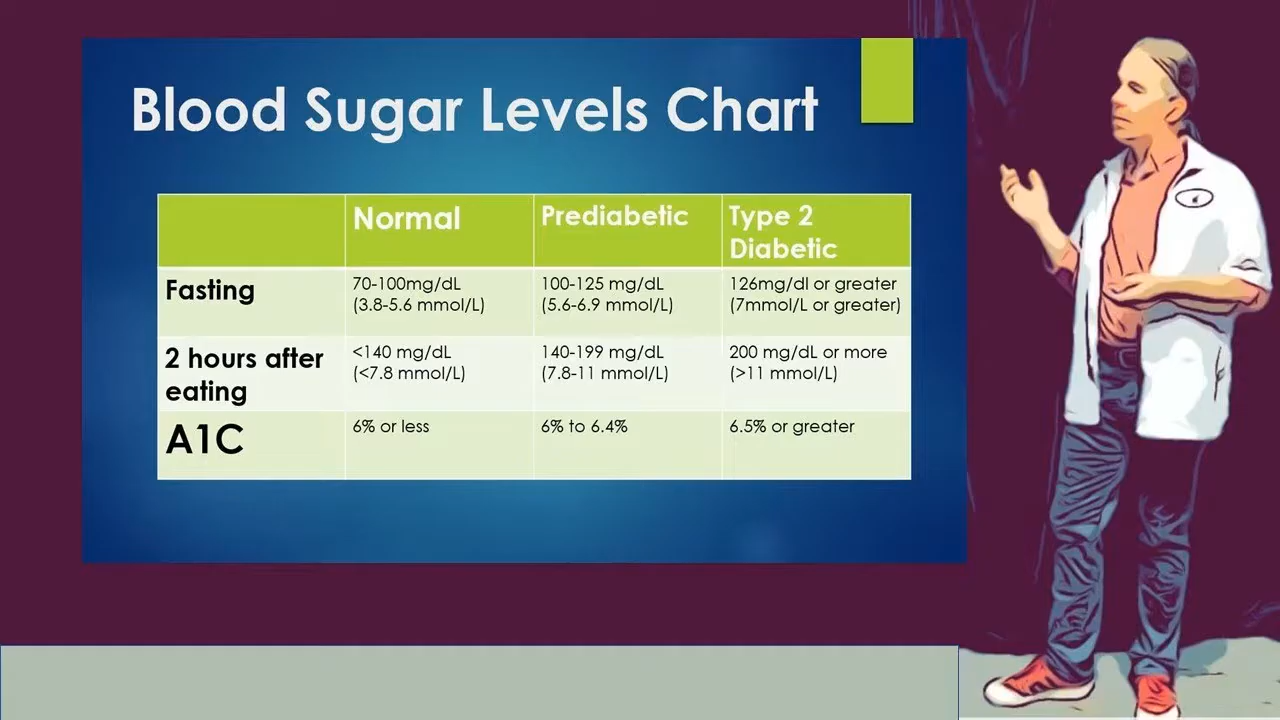 Blood Sugar Levels Chart
Normal
Prediabetic
Type 2
Diabetic
Fasting
70-100mg/dL
(3.8-5.6 mmol/L)
100-125 mg/dL
(5.6-6.9 mmol/L)
126mg/dl or greater
(7mmol/L or greater)
2 hours after
eating
<140 mg/dL
(<7.8 mmol/L)
140-199 mg/dL
(7.8-11 mmol/L)
200 mg/dL or more
(>11 mmol/L)
A1C
6% or less
6% to 6.4%
6.5% or greater